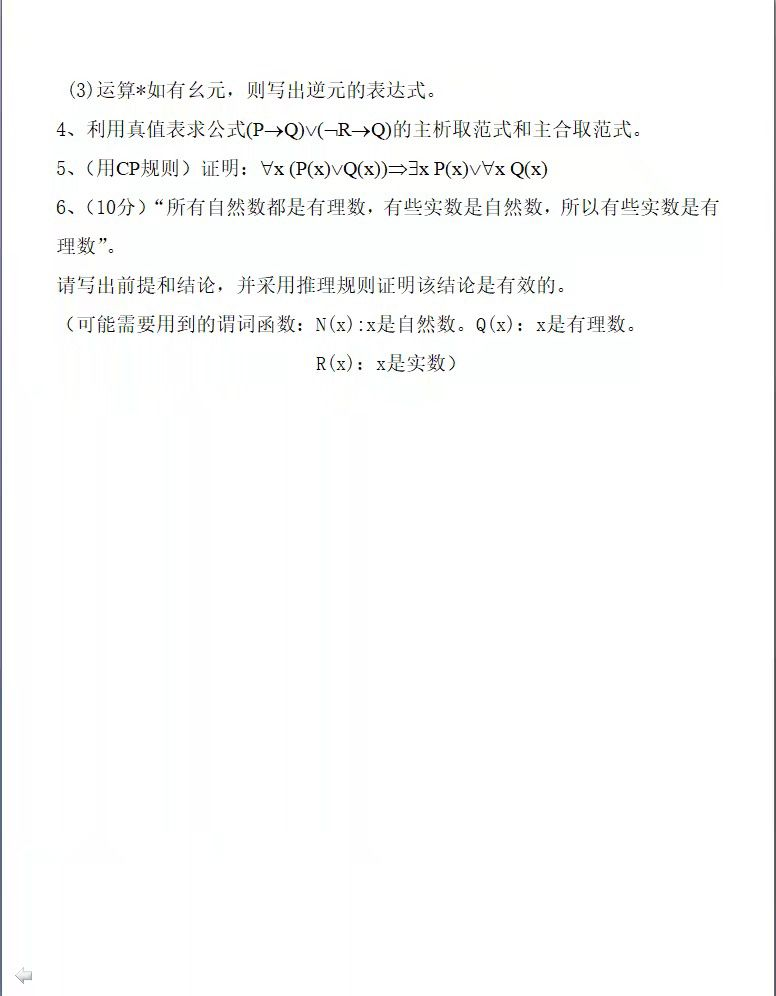 (3)运算*如有幺元，则写出逆元的表达式。
4、利用真值表求公式(P→Q)∨(¬R→Q)的主析取范式和主合取范式。
5、（用CP规则）证明：∀x (P(x)∨Q(x))⇒∃x P(x)∨∀x Q(x)
6、（10分）“所有自然数都是有理数，有些实数是自然数，所以有些实数是有
理数”。
请写出前提和结论，并采用推理规则证明该结论是有效的。
（可能需要用到的谓词函数：N(x):x是自然数。Q(x)：x是有理数。
R(x)：x是实数）